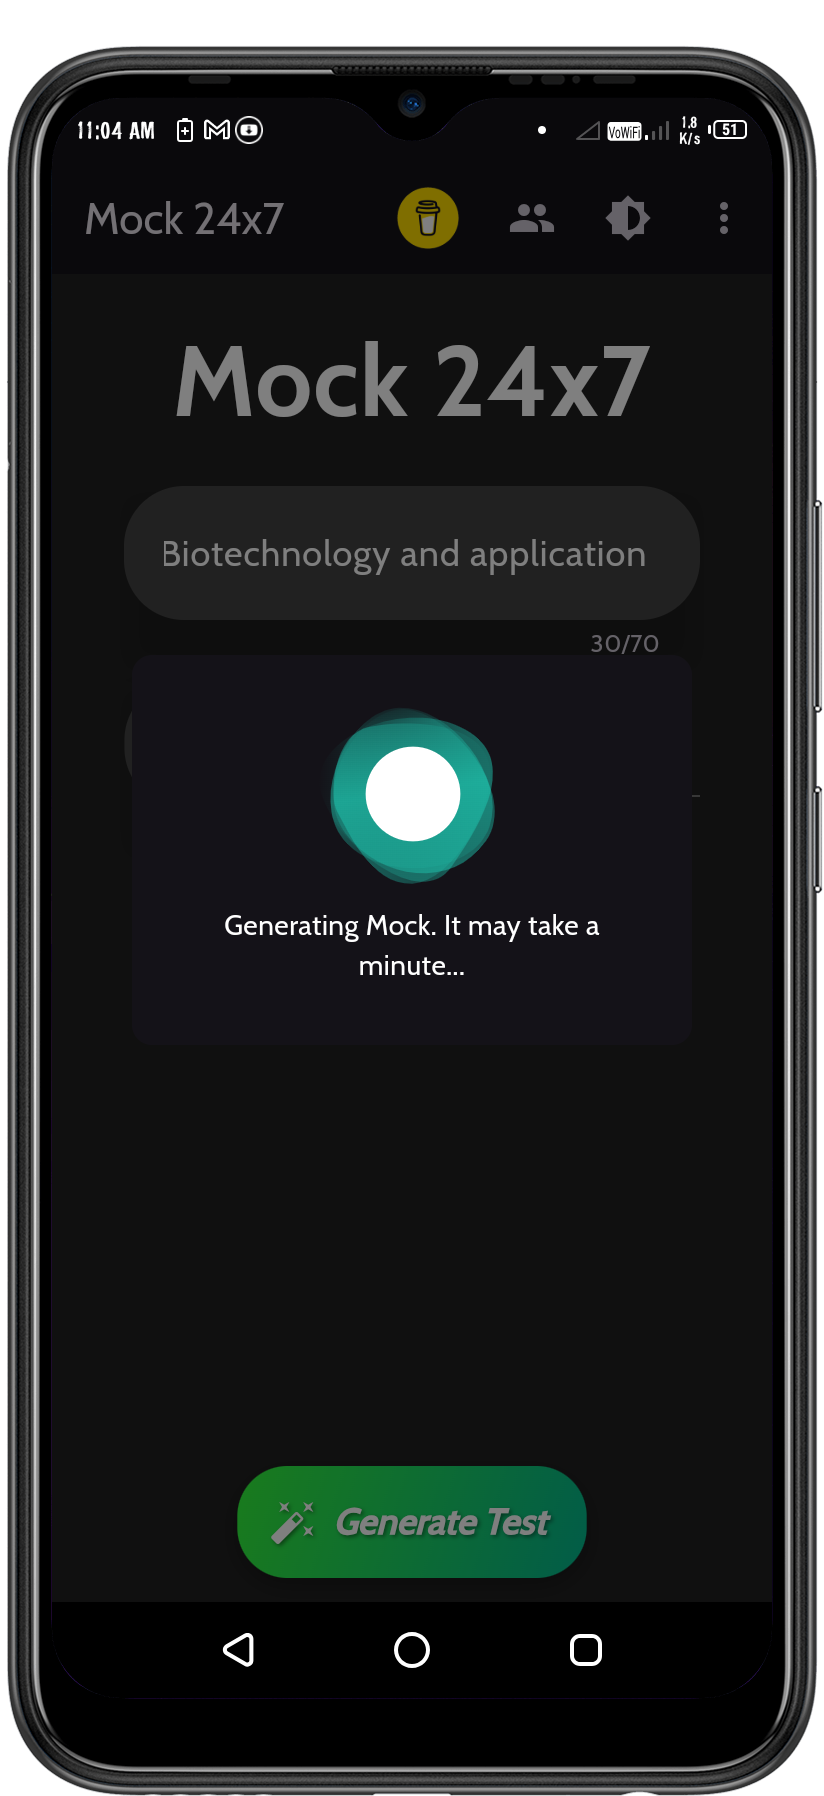 11:04 AM VoWiFi 1.8 K/s 51
Mock 24x7
Mock 24x7
Biotechnology and application
30/70
Generating Mock. It may take a
minute...
Generate Test